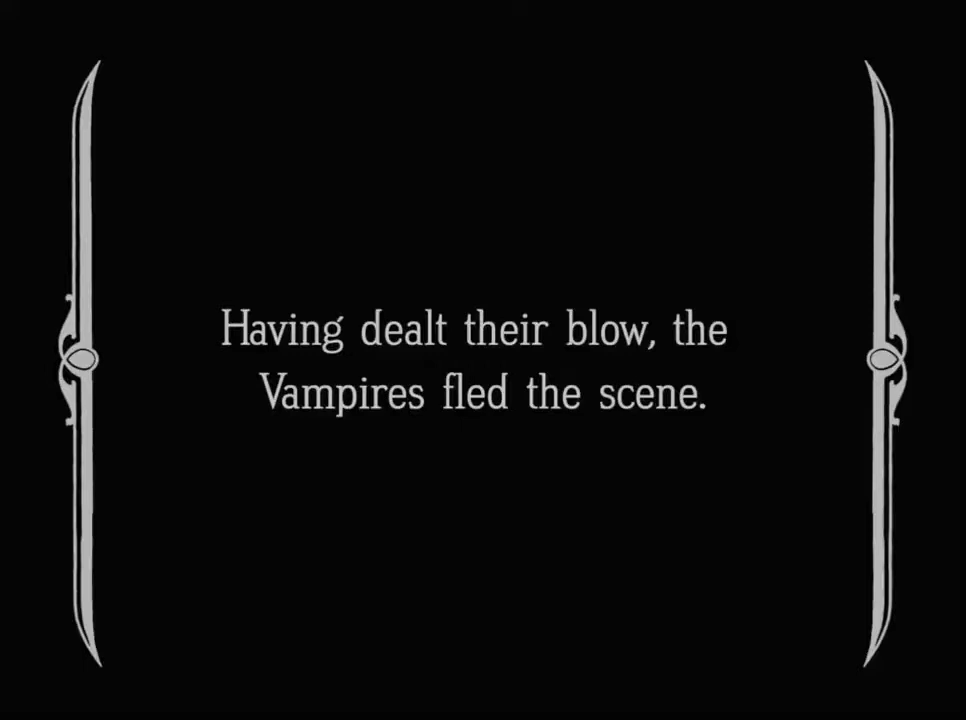 Having dealt their blow, the
Vampires fled the scene.